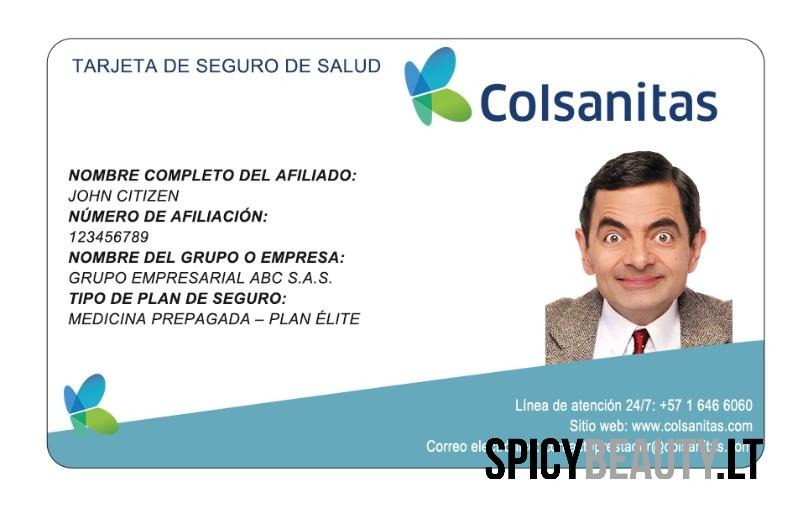 TARJETA DE SEGURO DE SALUD
Colsanitas
NOMBRE COMPLETO DEL AFILIADO:
JOHN CITIZEN
NÚMERO DE AFILIACIÓN:
123456789
NOMBRE DEL GRUPO O EMPRESA:
GRUPO EMPRESARIAL ABC S.A.S.
TIPO DE PLAN DE SEGURO:
MEDICINA PREPAGADA – PLAN ÉLITE
Línea de atención 24/7: +57 1 646 6060
Sitio web: www.colsanitas.com
Correo
SPICYBEAUTY.LT